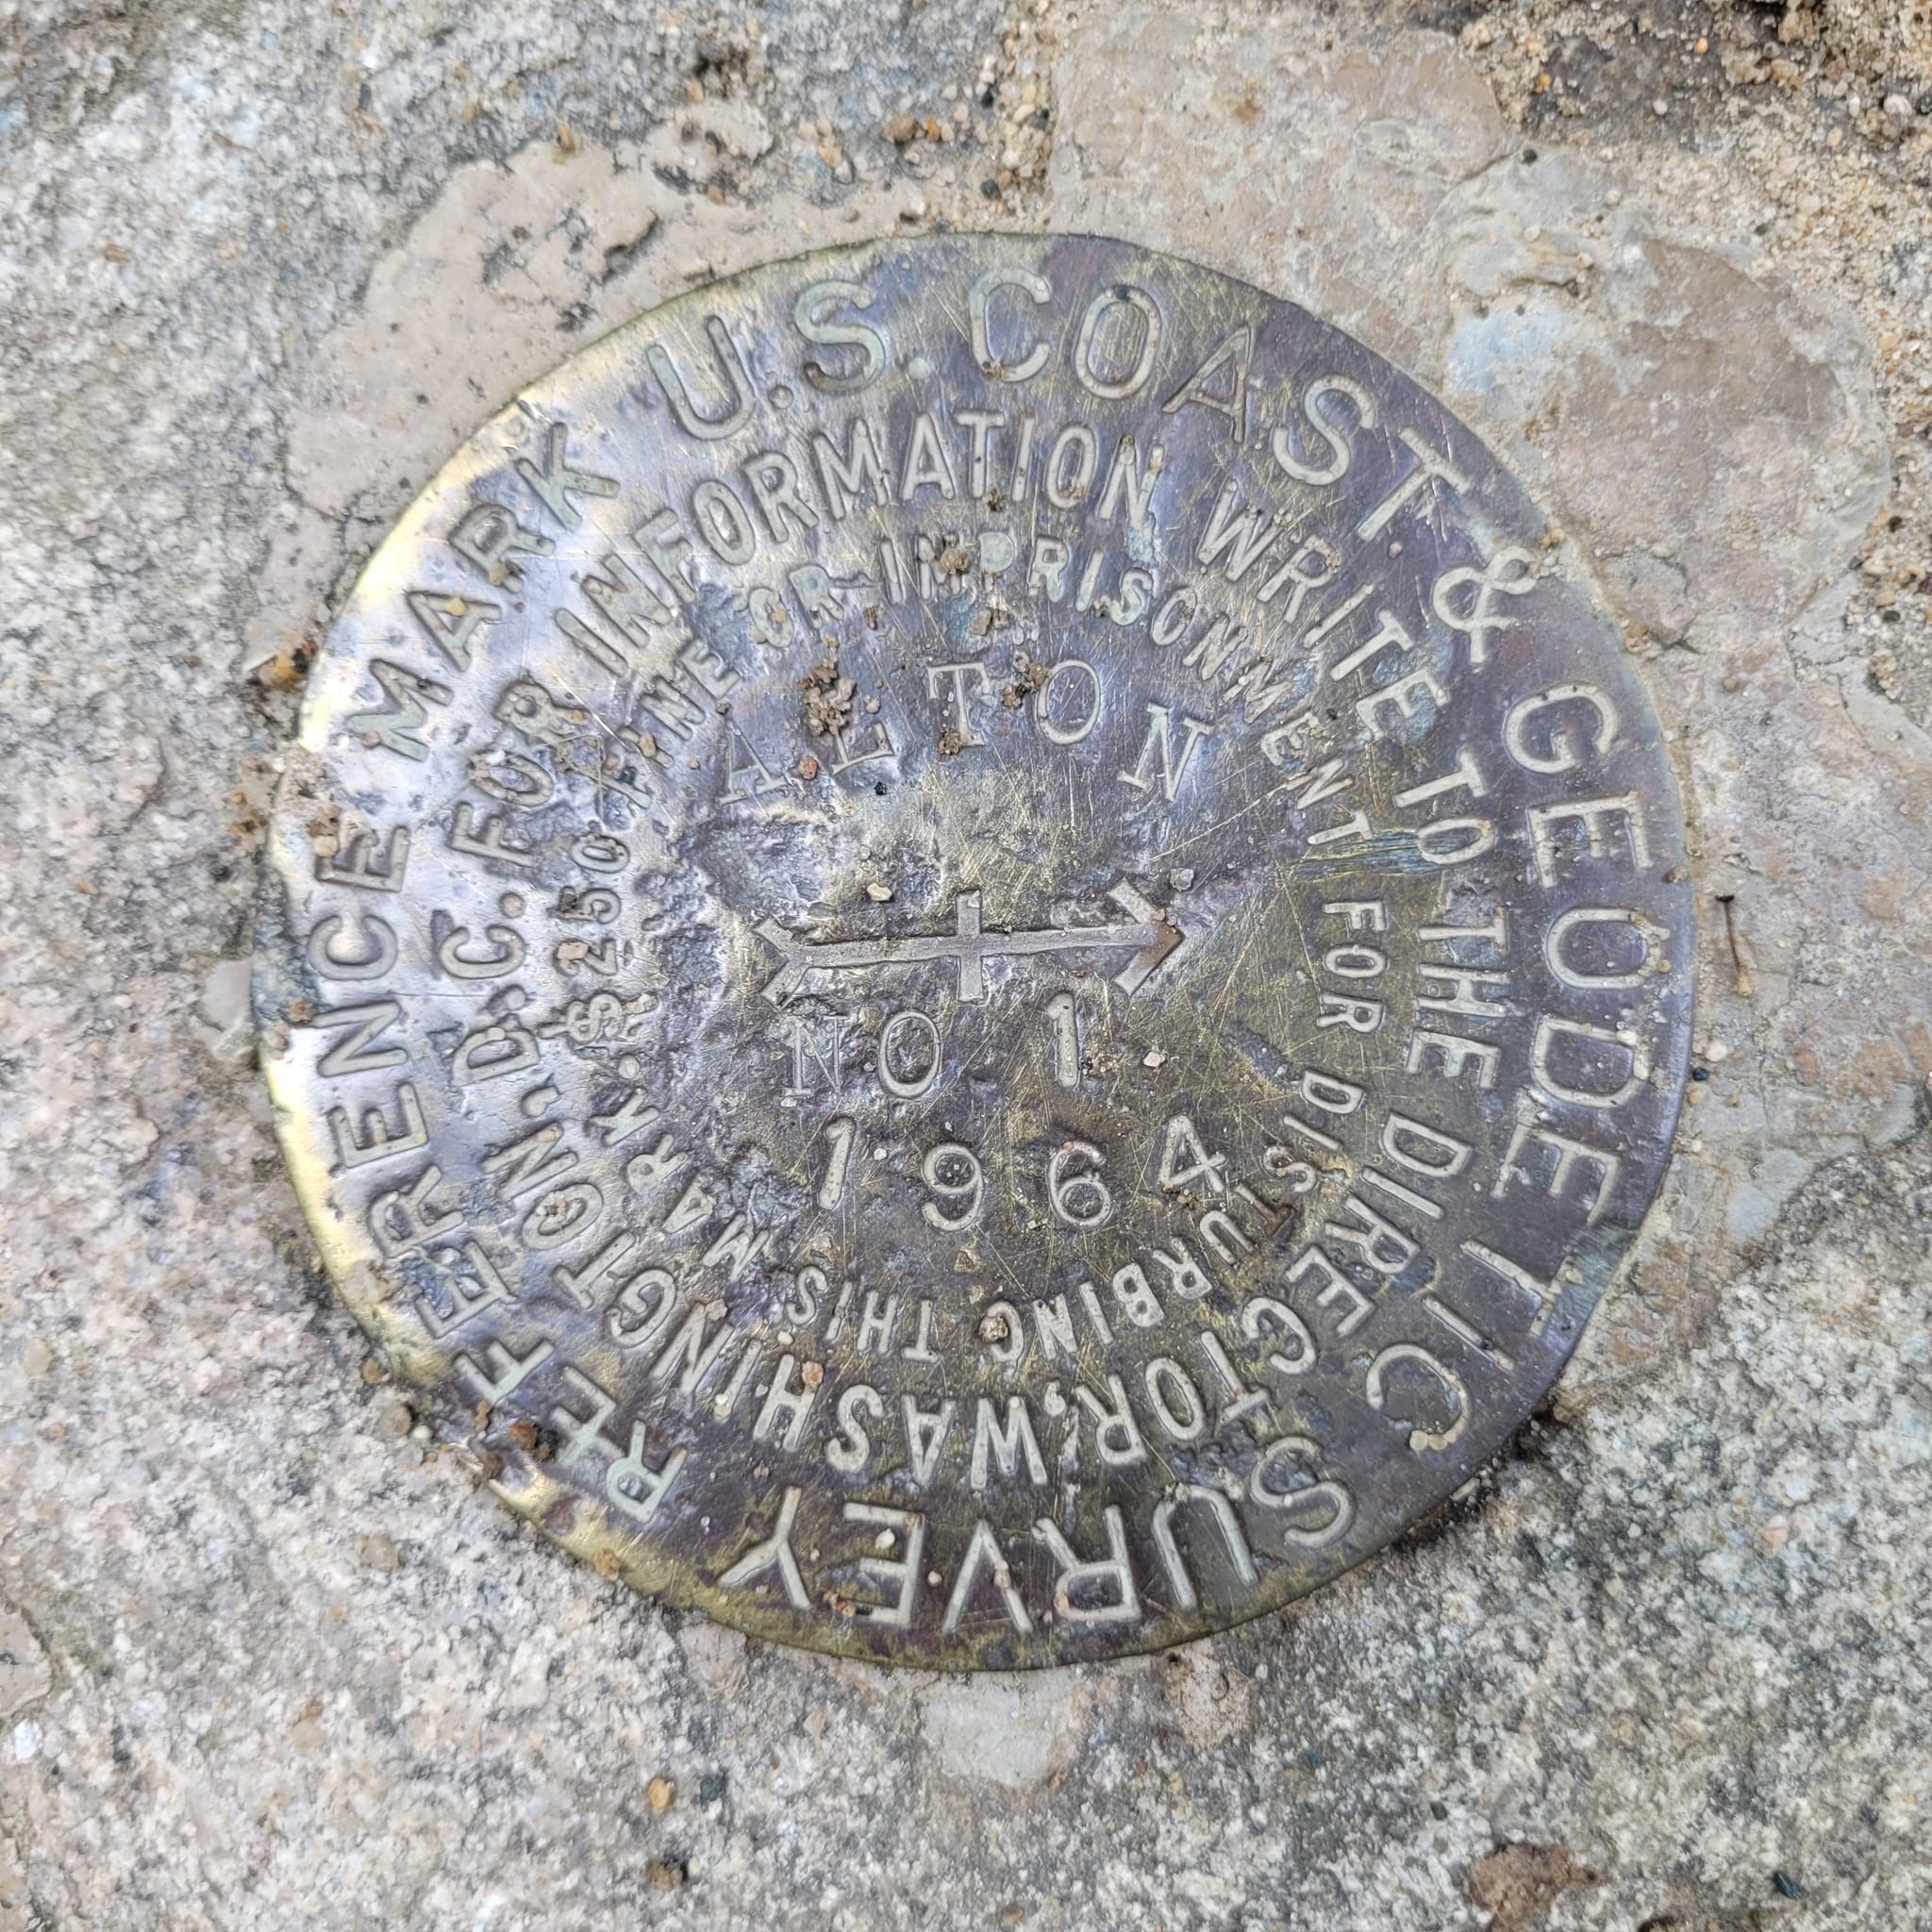 U.S. COAST & GEODETIC SURVEY REFERENCE MARK
FOR INFORMATION WRITE TO THE DIRECTOR, WASHINGTON, D.C.
$250 FINE OR IMPRISONMENT FOR DISTURBING THIS MARK.
ALTON
NO 1
1964